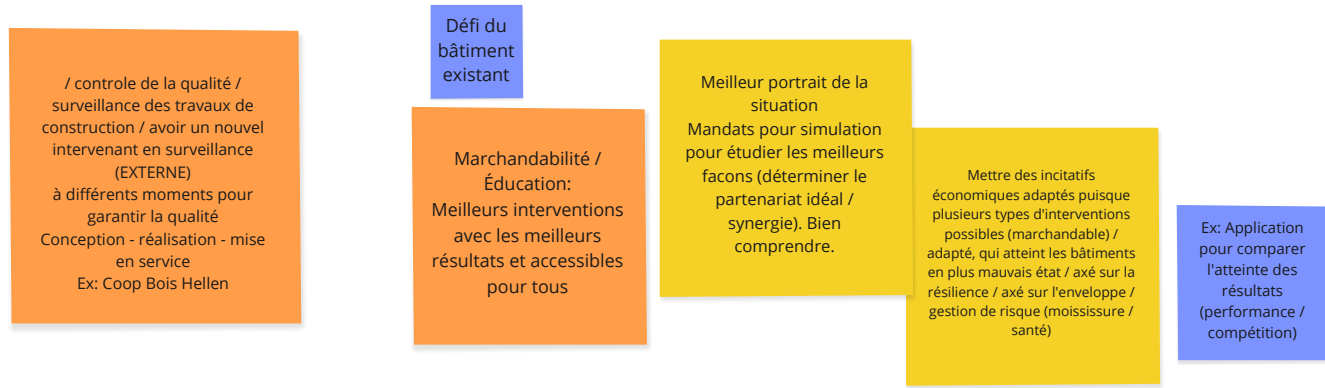 / controle de la qualité /
surveillance des travaux de
construction / avoir un nouvel
intervenant en surveillance
(EXTERNE)
à différents moments pour
garantir la qualité
Conception - réalisation - mise
en service
Ex: Coop Bois Hellen
Défi du
bâtiment
existant
Marchandabilité /
Éducation:
Meilleurs interventions
avec les meilleurs
résultats et accessibles
pour tous
Meilleur portrait de la
situation
Mandats pour simulation
pour étudier les meilleurs
facons (déterminer le
partenariat idéal /
synergie). Bien
comprendre.
Mettre des incitatifs
économiques adaptés puisque
plusieurs types d'interventions
possibles (marchandable) /
adapté, qui atteint les bâtiments
en plus mauvais état / axé sur la
résilience / axé sur l'enveloppe /
gestion de risque (moississure /
santé)
Ex: Application
pour comparer
l'atteinte des
résultats
(performance /
compétition)